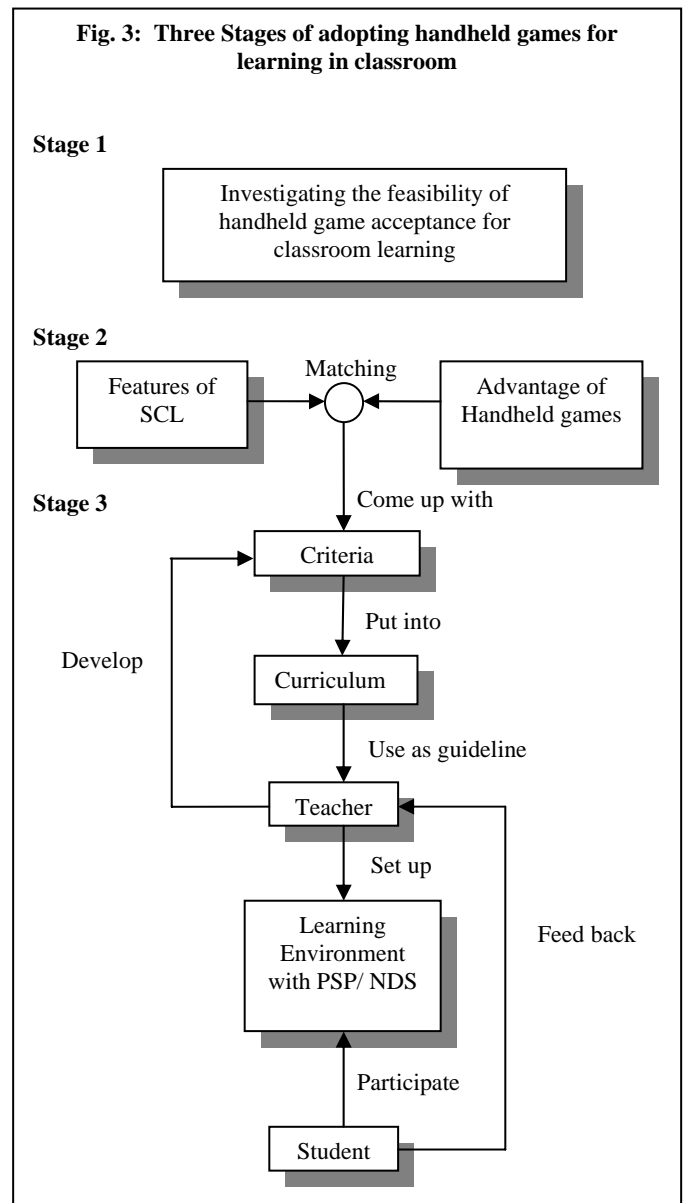 Fig. 3: Three Stages of adopting handheld games for
learning in classroom
Stage 1
Investigating the feasibility of
handheld game acceptance for
classroom learning
Stage 2
Features of
SCL
Matching
Advantage of
Handheld games
Stage 3
Come up with
Criteria
Put into
Develop
Curriculum
Use as guideline
Teacher
Set up
Learning
Environment
with PSP/ NDS
Feed back
Participate
Student